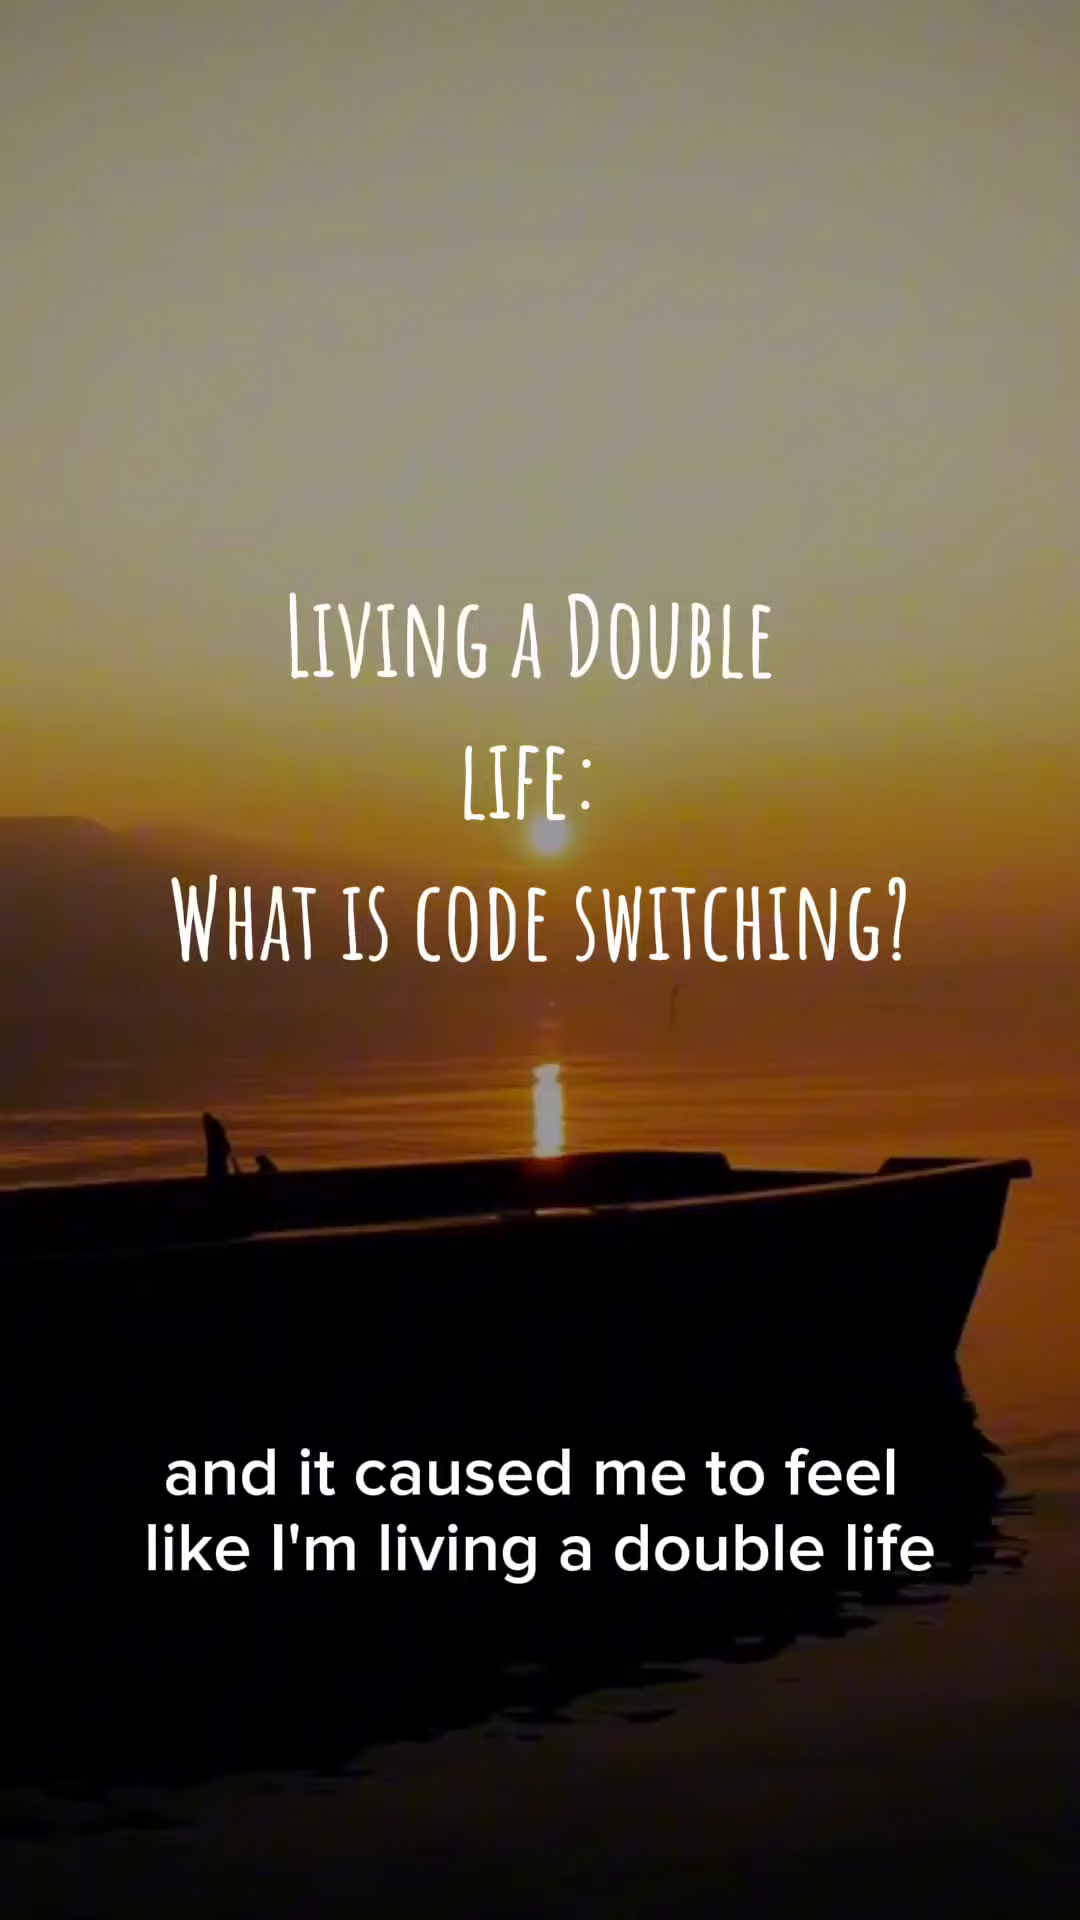 Living a Double
life:
What is code switching?
and it caused me to feel
like I'm living a double life